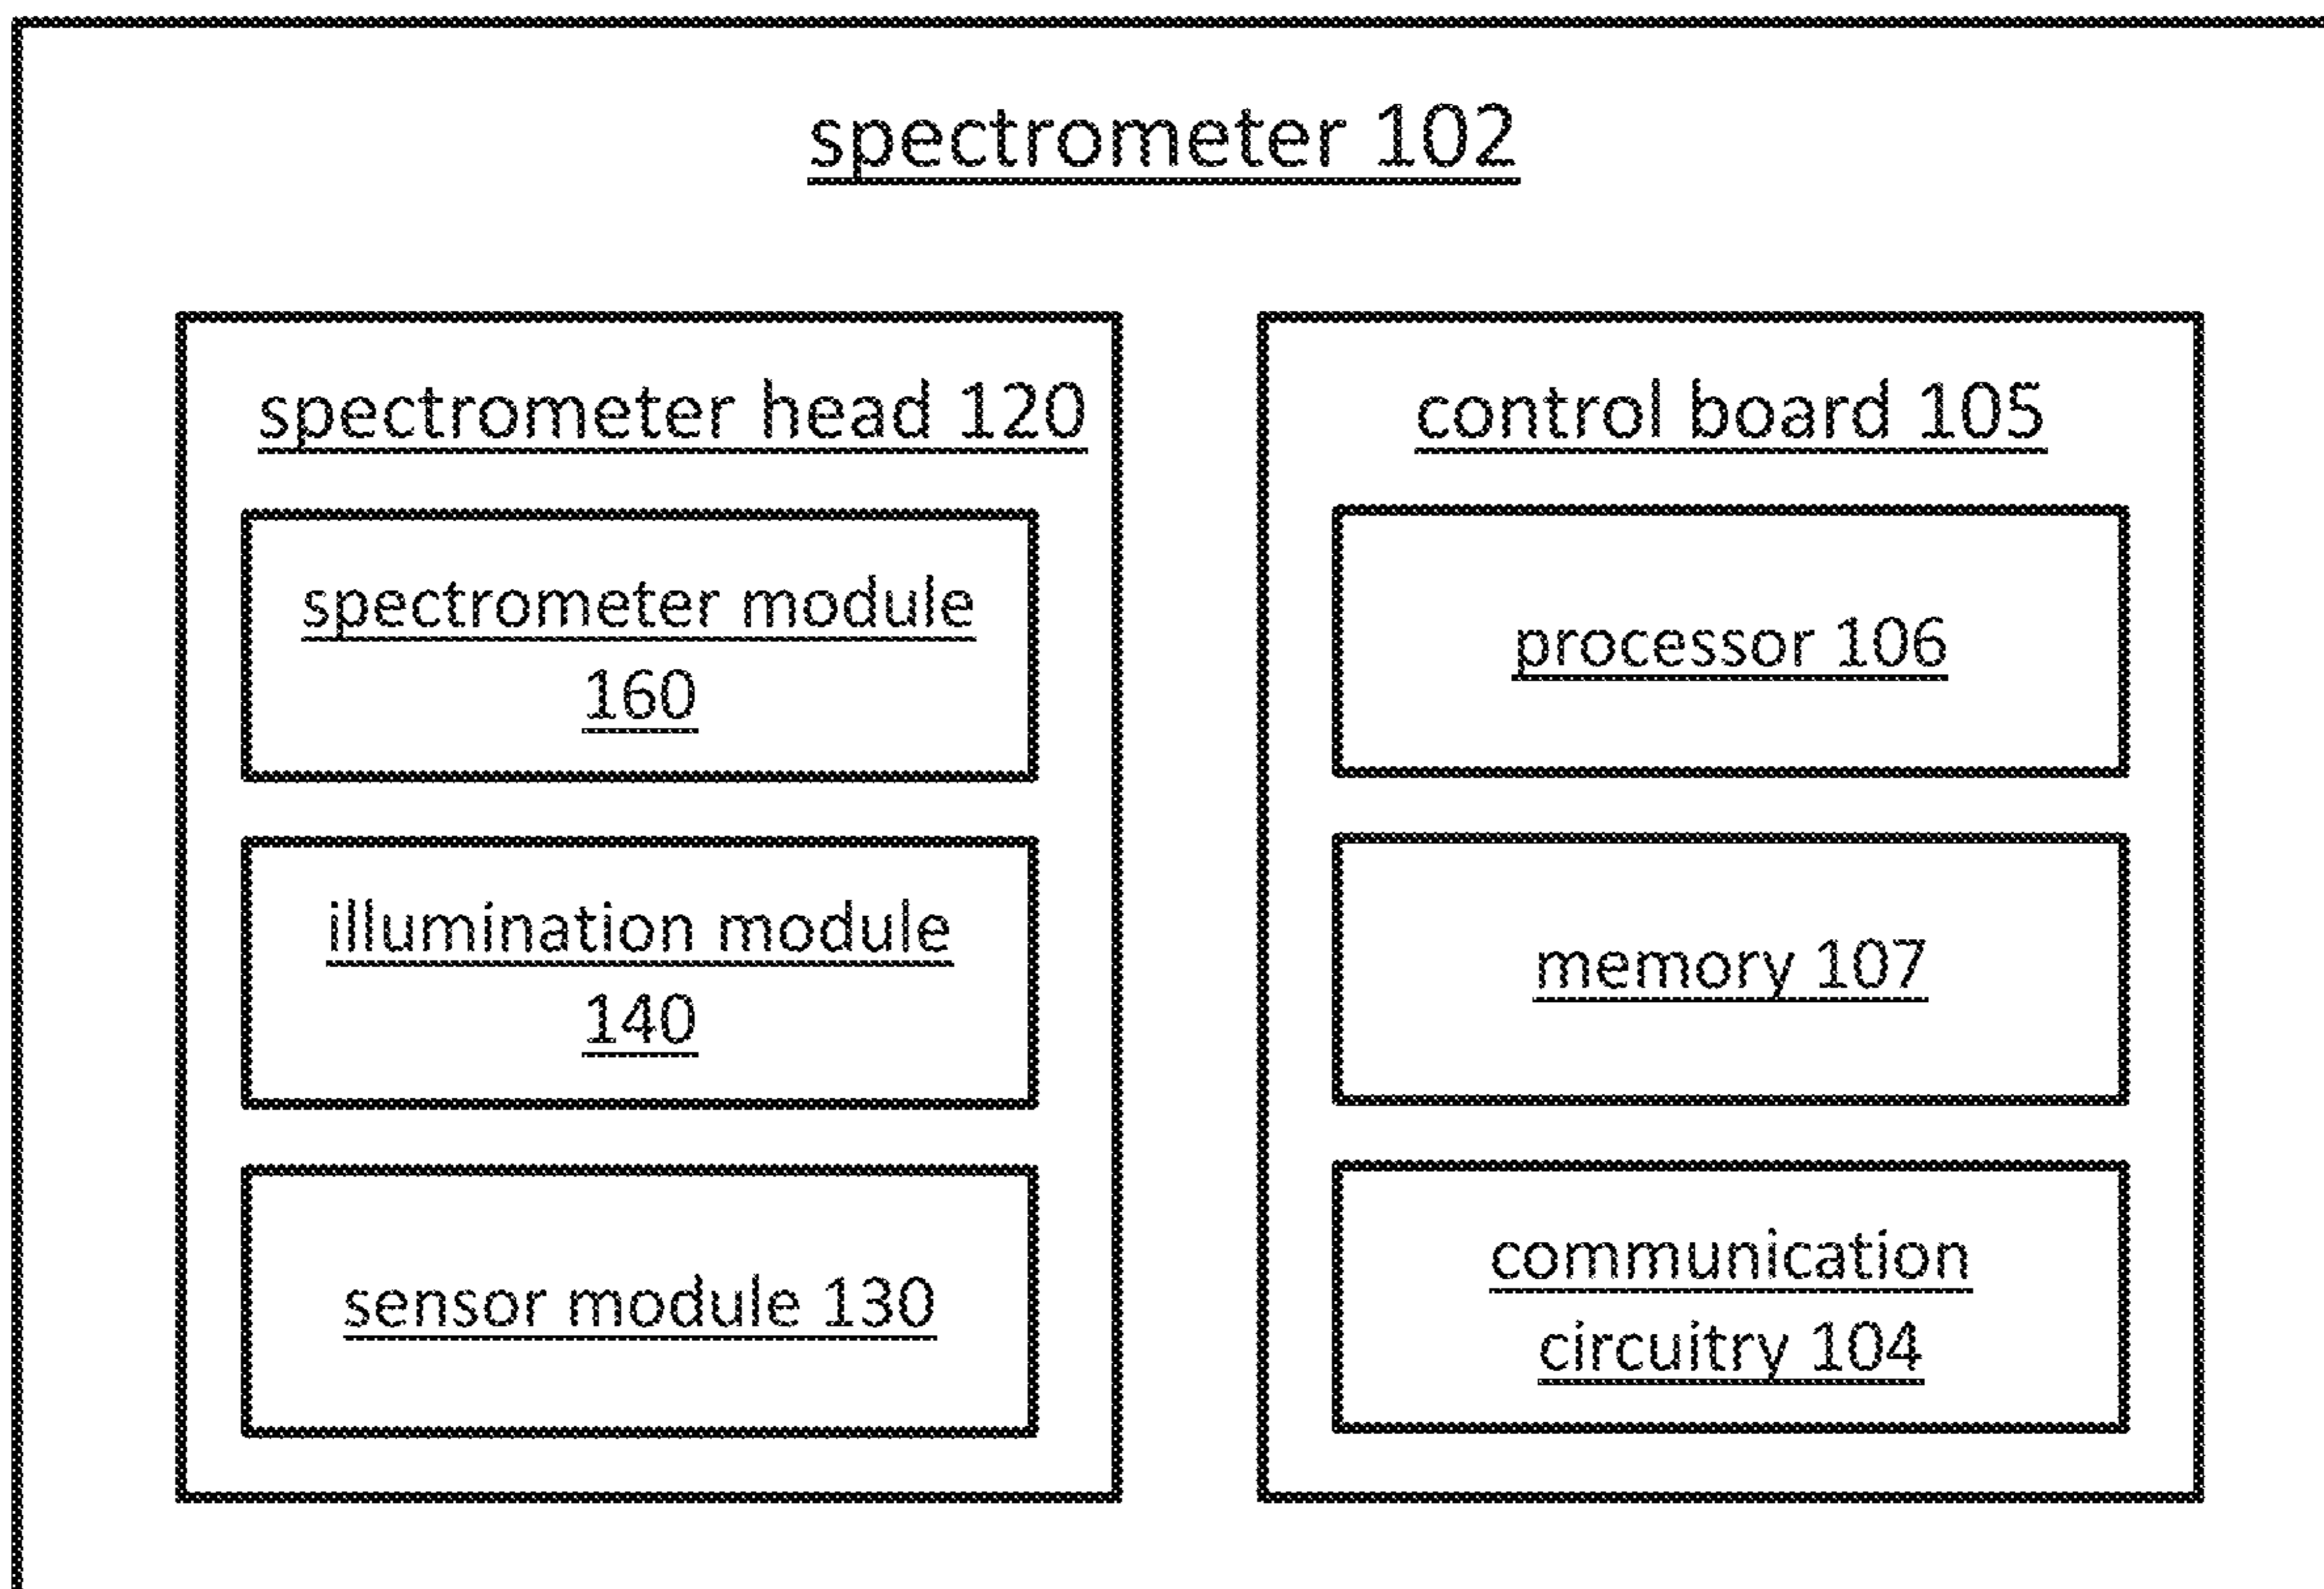 spectrometer 102
spectrometer head 120
spectrometer module
160
illumination module
140
sensor module 130
control board 105
processor 106
memory 107
communication
circuitry 104